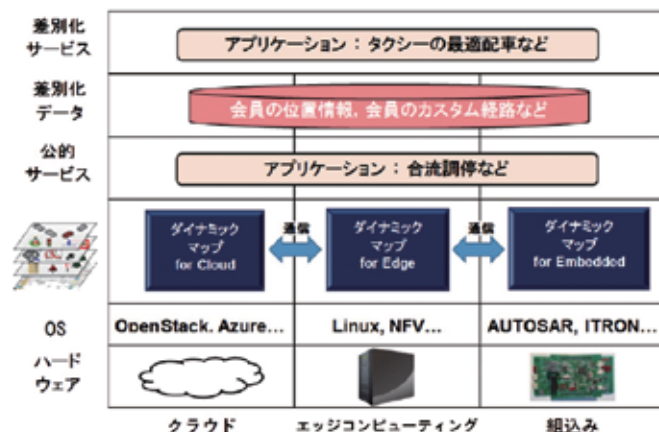 差別化
サービス
アプリケーション：タクシーの最適配車など
差別化
データ
会員の位置情報，会員のカスタム経路など
公的
サービス
アプリケーション：合流調停など
ダイナミック
マップ
for Cloud
通信
ダイナミック
マップ
for Edge
通信
ダイナミック
マップ
for Embedded
OS
OpenStack, Azure…
Linux, NFV…
AUTOSAR, ITRON…
ハード
ウェア
クラウド
エッジコンピューティング
組込み